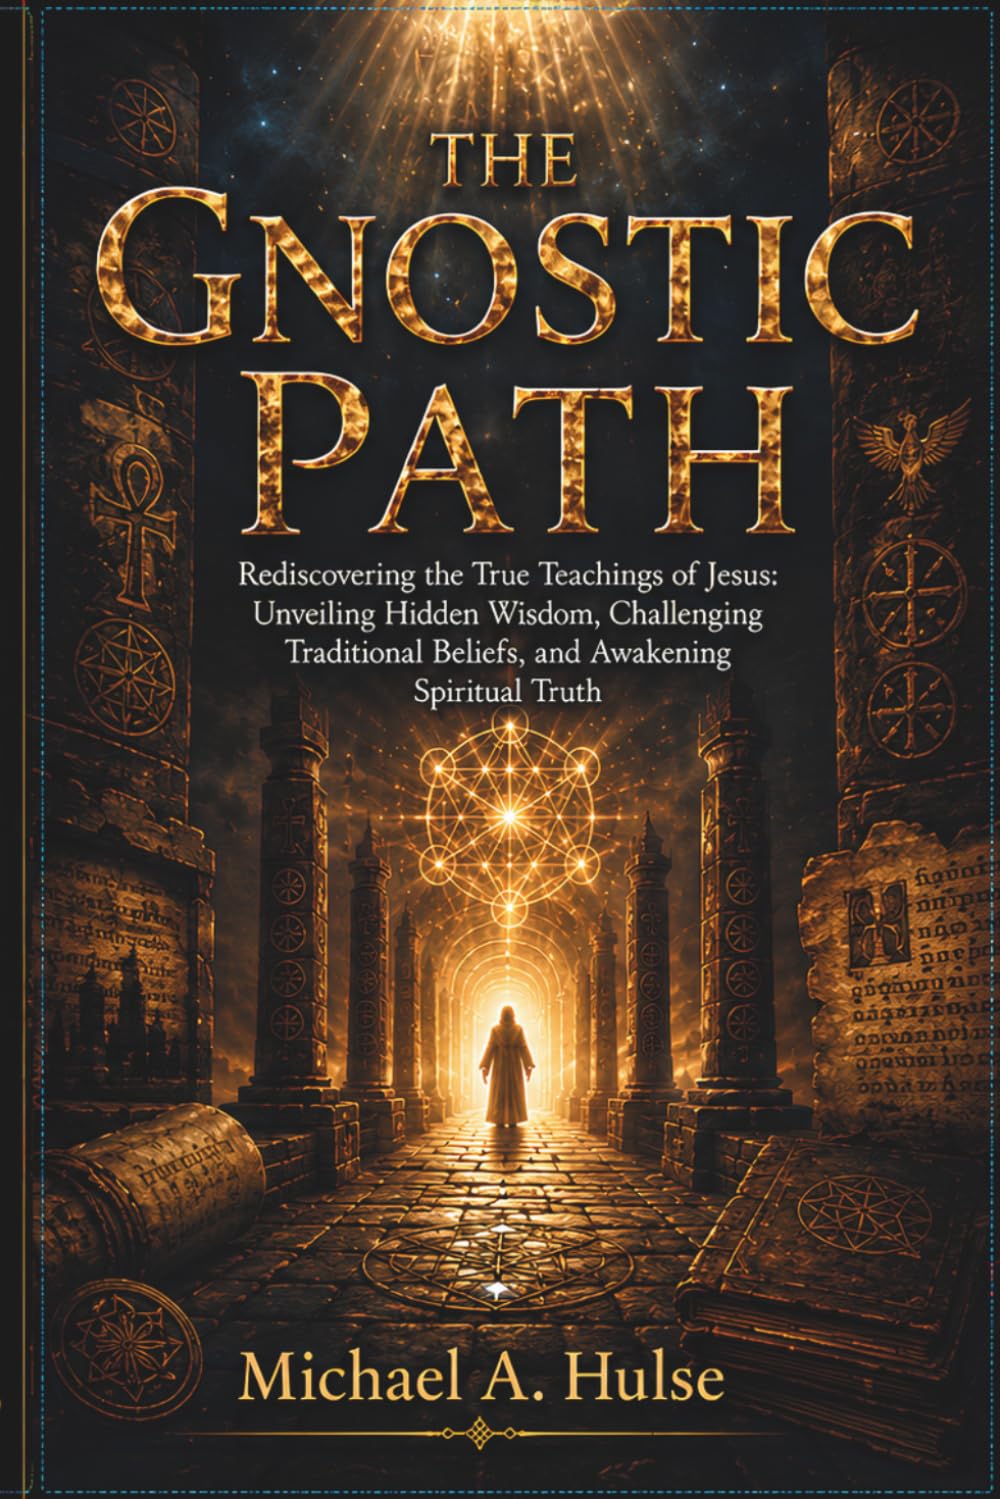 THE
GNOSTIC
PATH
Rediscovering the True Teachings of Jesus:
Unveiling Hidden Wisdom, Challenging
Traditional Beliefs, and Awakening
Spiritual Truth
Michael A. Hulse